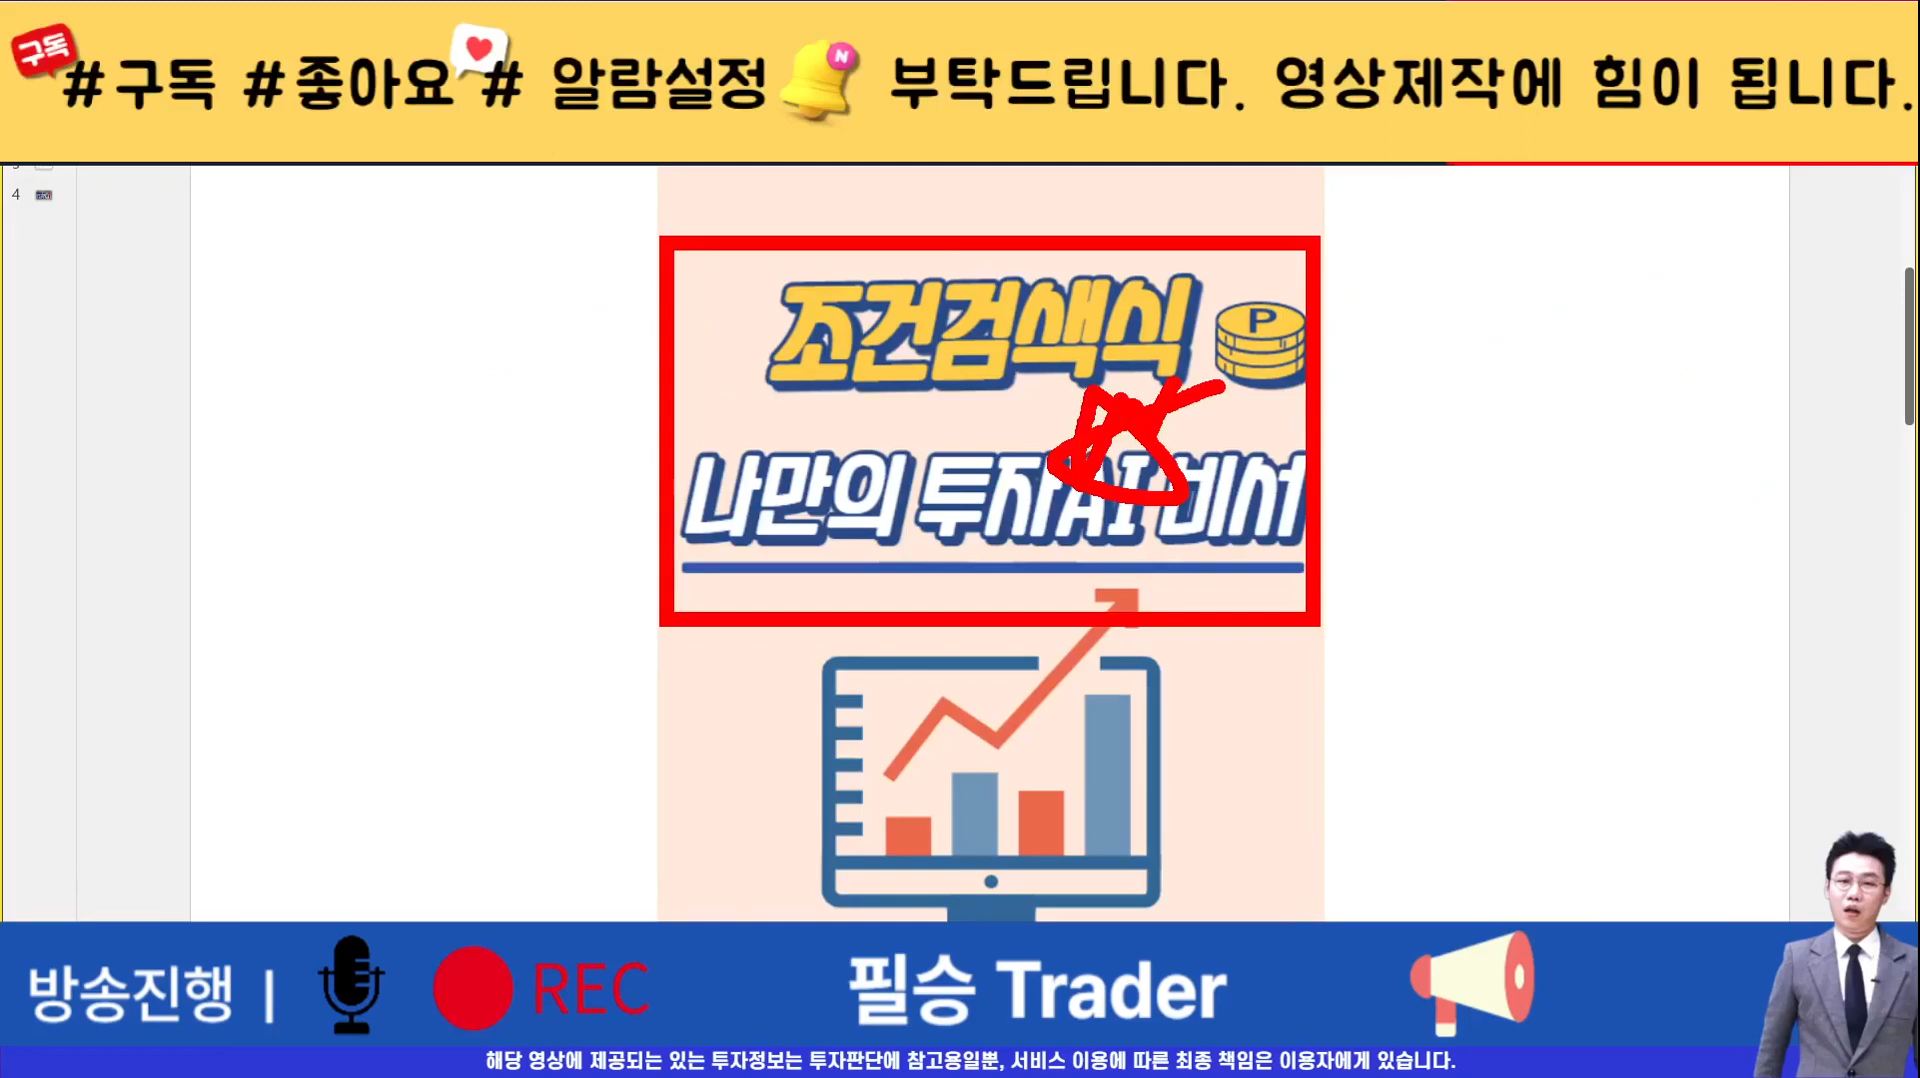 구독
#구독 #좋아요 # 알람설정 N 부탁드립니다. 영상제작에 힘이 됩니다.
4
조건검색식 P
나만의 투자AI 비서
방송진행 | REC 필승 Trader
해당 영상에 제공되는 있는 투자정보는 투자판단에 참고용일뿐, 서비스 이용에 따른 최종 책임은 이용자에게 있습니다.